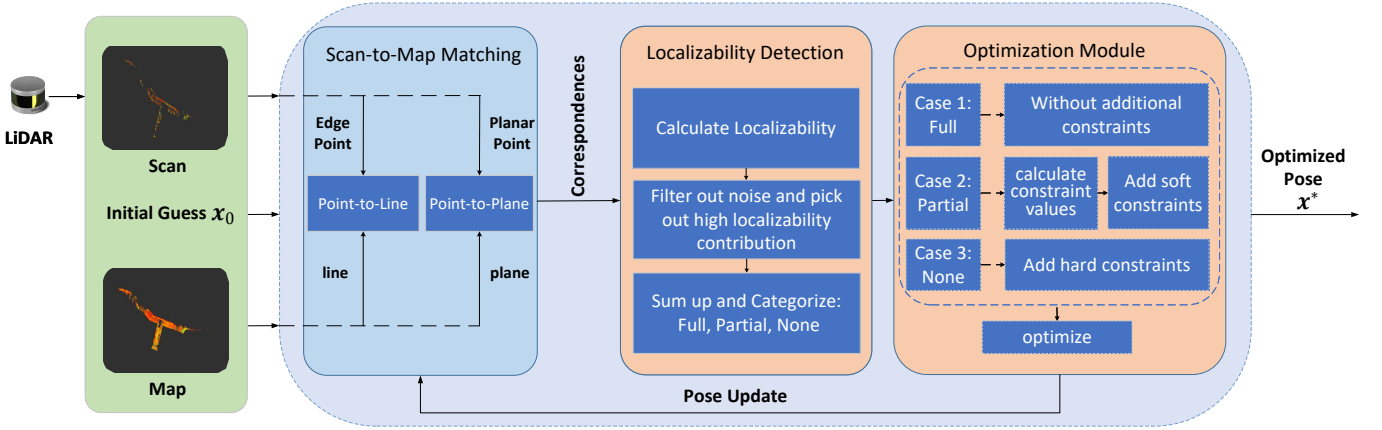 LiDAR
Scan
Initial Guess x₀
Map
Scan-to-Map Matching
Edge
Point
Planar
Point
Point-to-Line
Point-to-Plane
line
plane
Correspondences
Localizability Detection
Calculate Localizability
Filter out noise and pick
out high localizability
contribution
Sum up and Categorize:
Full, Partial, None
Optimization Module
Case 1:
Full
Without additional
constraints
Case 2:
Partial
calculate
constraint
values
Add soft
constraints
Case 3:
None
Add hard constraints
optimize
Pose Update
Optimized
Pose
x*